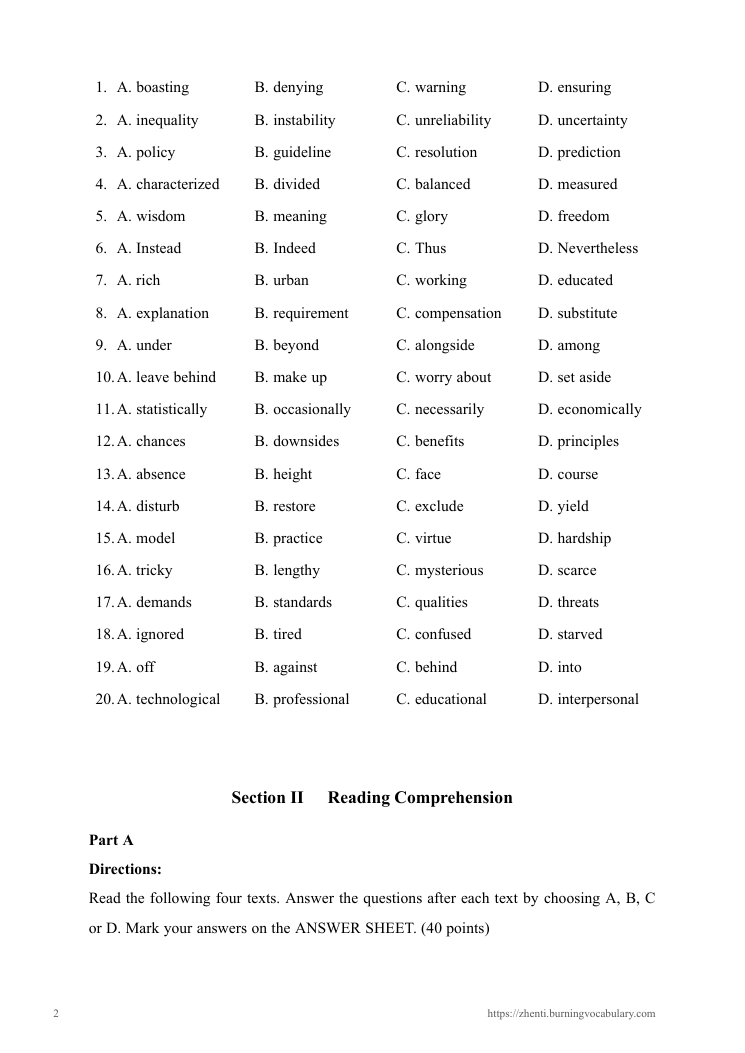 1. A. boasting B. denying C. warning D. ensuring
2. A. inequality B. instability C. unreliability D. uncertainty
3. A. policy B. guideline C. resolution D. prediction
4. A. characterized B. divided C. balanced D. measured
5. A. wisdom B. meaning C. glory D. freedom
6. A. Instead B. Indeed C. Thus D. Nevertheless
7. A. rich B. urban C. working D. educated
8. A. explanation B. requirement C. compensation D. substitute
9. A. under B. beyond C. alongside D. among
10. A. leave behind B. make up C. worry about D. set aside
11. A. statistically B. occasionally C. necessarily D. economically
12. A. chances B. downsides C. benefits D. principles
13. A. absence B. height C. face D. course
14. A. disturb B. restore C. exclude D. yield
15. A. model B. practice C. virtue D. hardship
16. A. tricky B. lengthy C. mysterious D. scarce
17. A. demands B. standards C. qualities D. threats
18. A. ignored B. tired C. confused D. starved
19. A. off B. against C. behind D. into
20. A. technological B. professional C. educational D. interpersonal
Section II Reading Comprehension
Part A
Directions:
Read the following four texts. Answer the questions after each text by choosing A, B, C
or D. Mark your answers on the ANSWER SHEET. (40 points)
2 https://zhenti.burningvocabulary.com